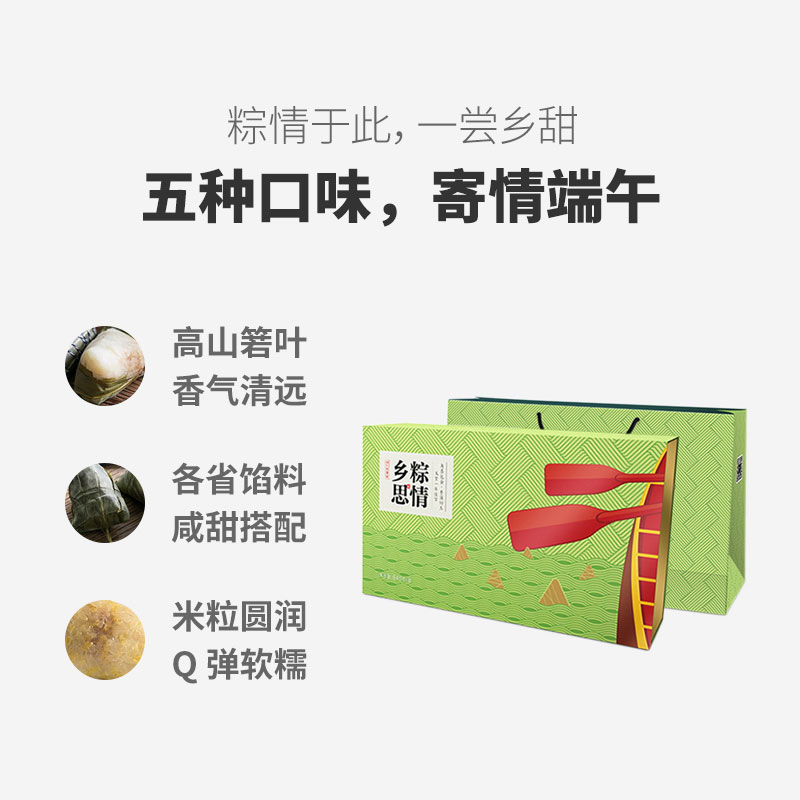 粽情于此，一尝乡甜
五种口味，寄情端午
高山箬叶
香气清远
各省馅料
咸甜搭配
米粒圆润
Q 弹软糯
粽情
乡思